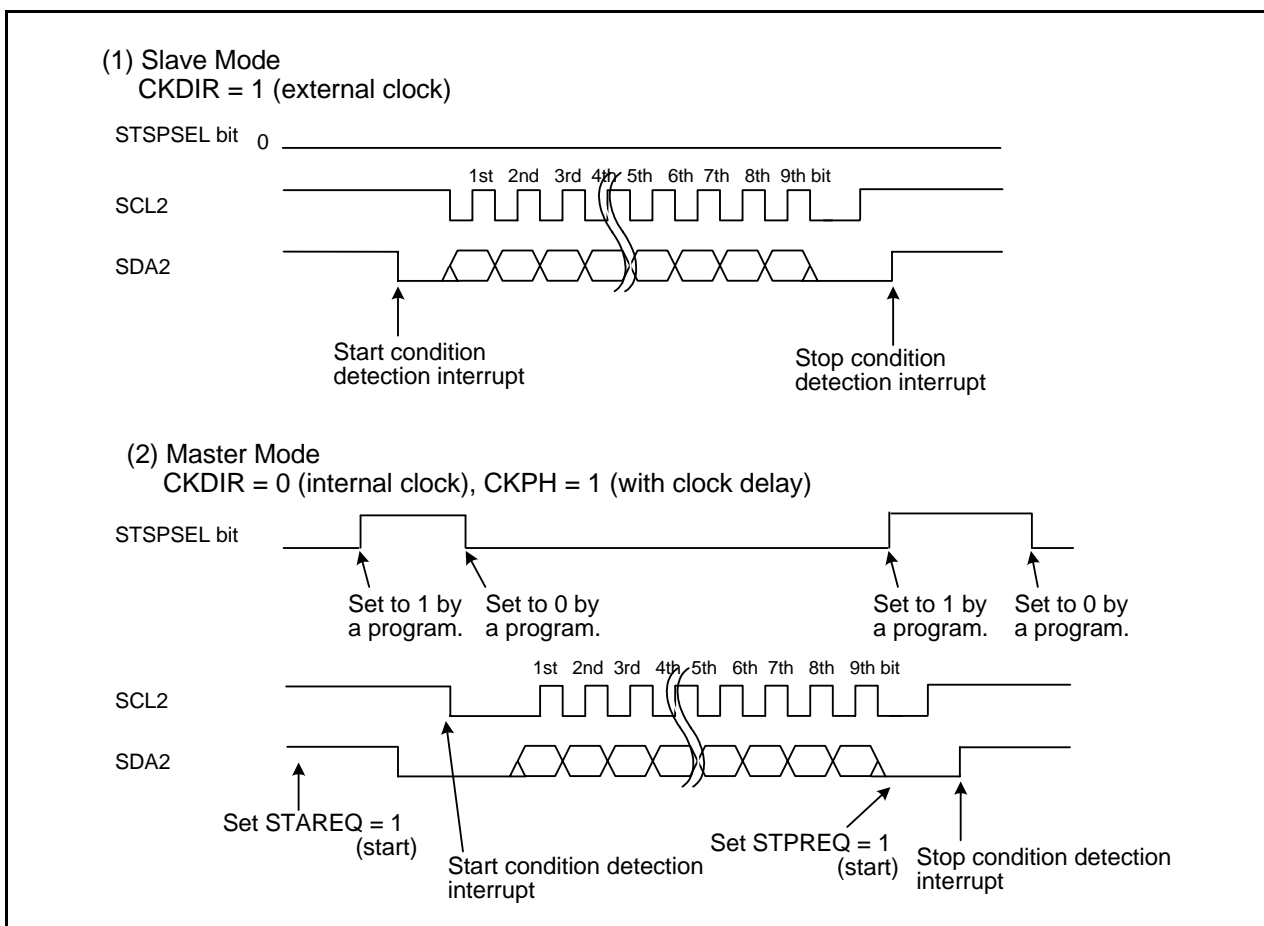 (1) Slave Mode
CKDIR = 1 (external clock)
STSPSEL bit 0
1st 2nd 3rd 4th 5th 6th 7th 8th 9th bit
SCL2
SDA2
Start condition
detection interrupt
Stop condition
detection interrupt
(2) Master Mode
CKDIR = 0 (internal clock), CKPH = 1 (with clock delay)
STSPSEL bit
Set to 1 by
a program.
Set to 0 by
a program.
Set to 1 by
a program.
Set to 0 by
a program.
1st 2nd 3rd 4th 5th 6th 7th 8th 9th bit
SCL2
SDA2
Set STAREQ = 1
(start)
Start condition detection
interrupt
Set STPREQ = 1
(start)
Stop condition detection
interrupt